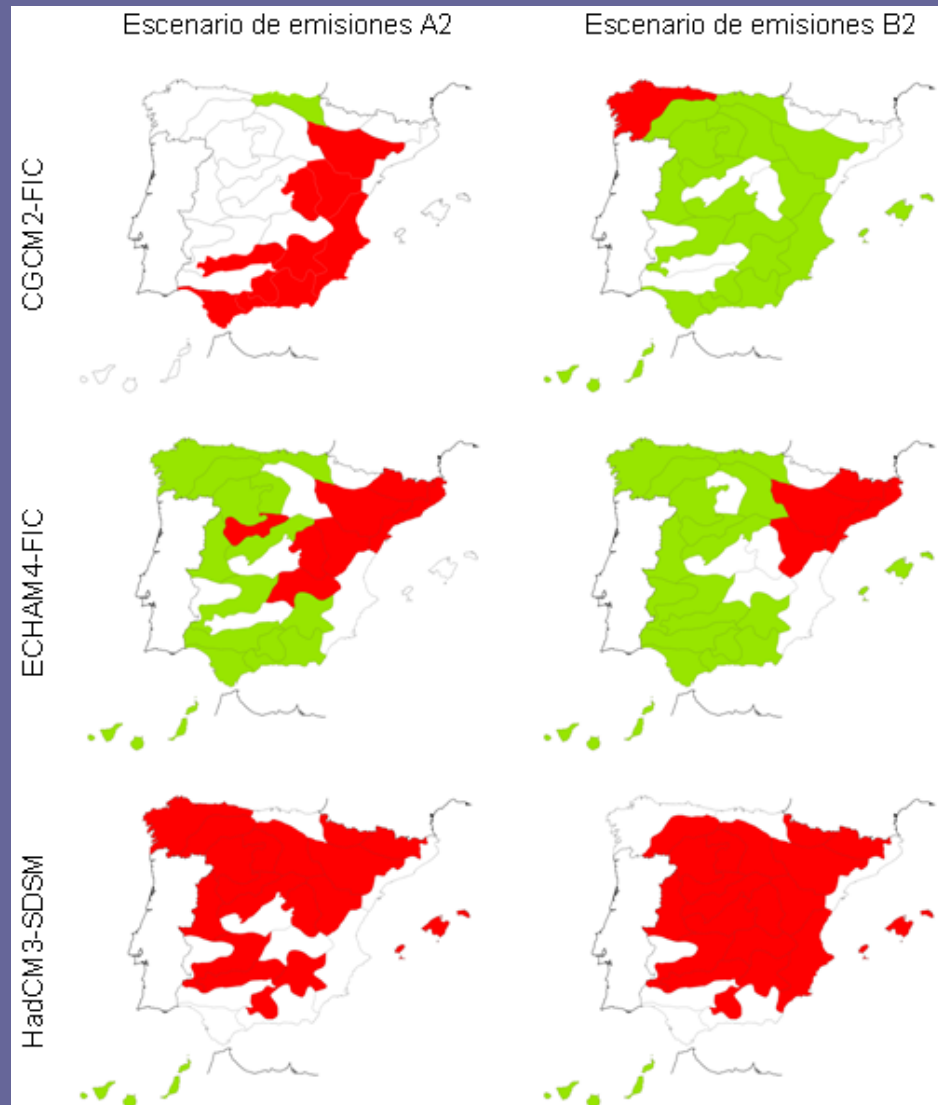 Escenario de emisiones A2
Escenario de emisiones B2
CGCM2-FIC
ECHAM4-FIC
HadCM3-SDSM